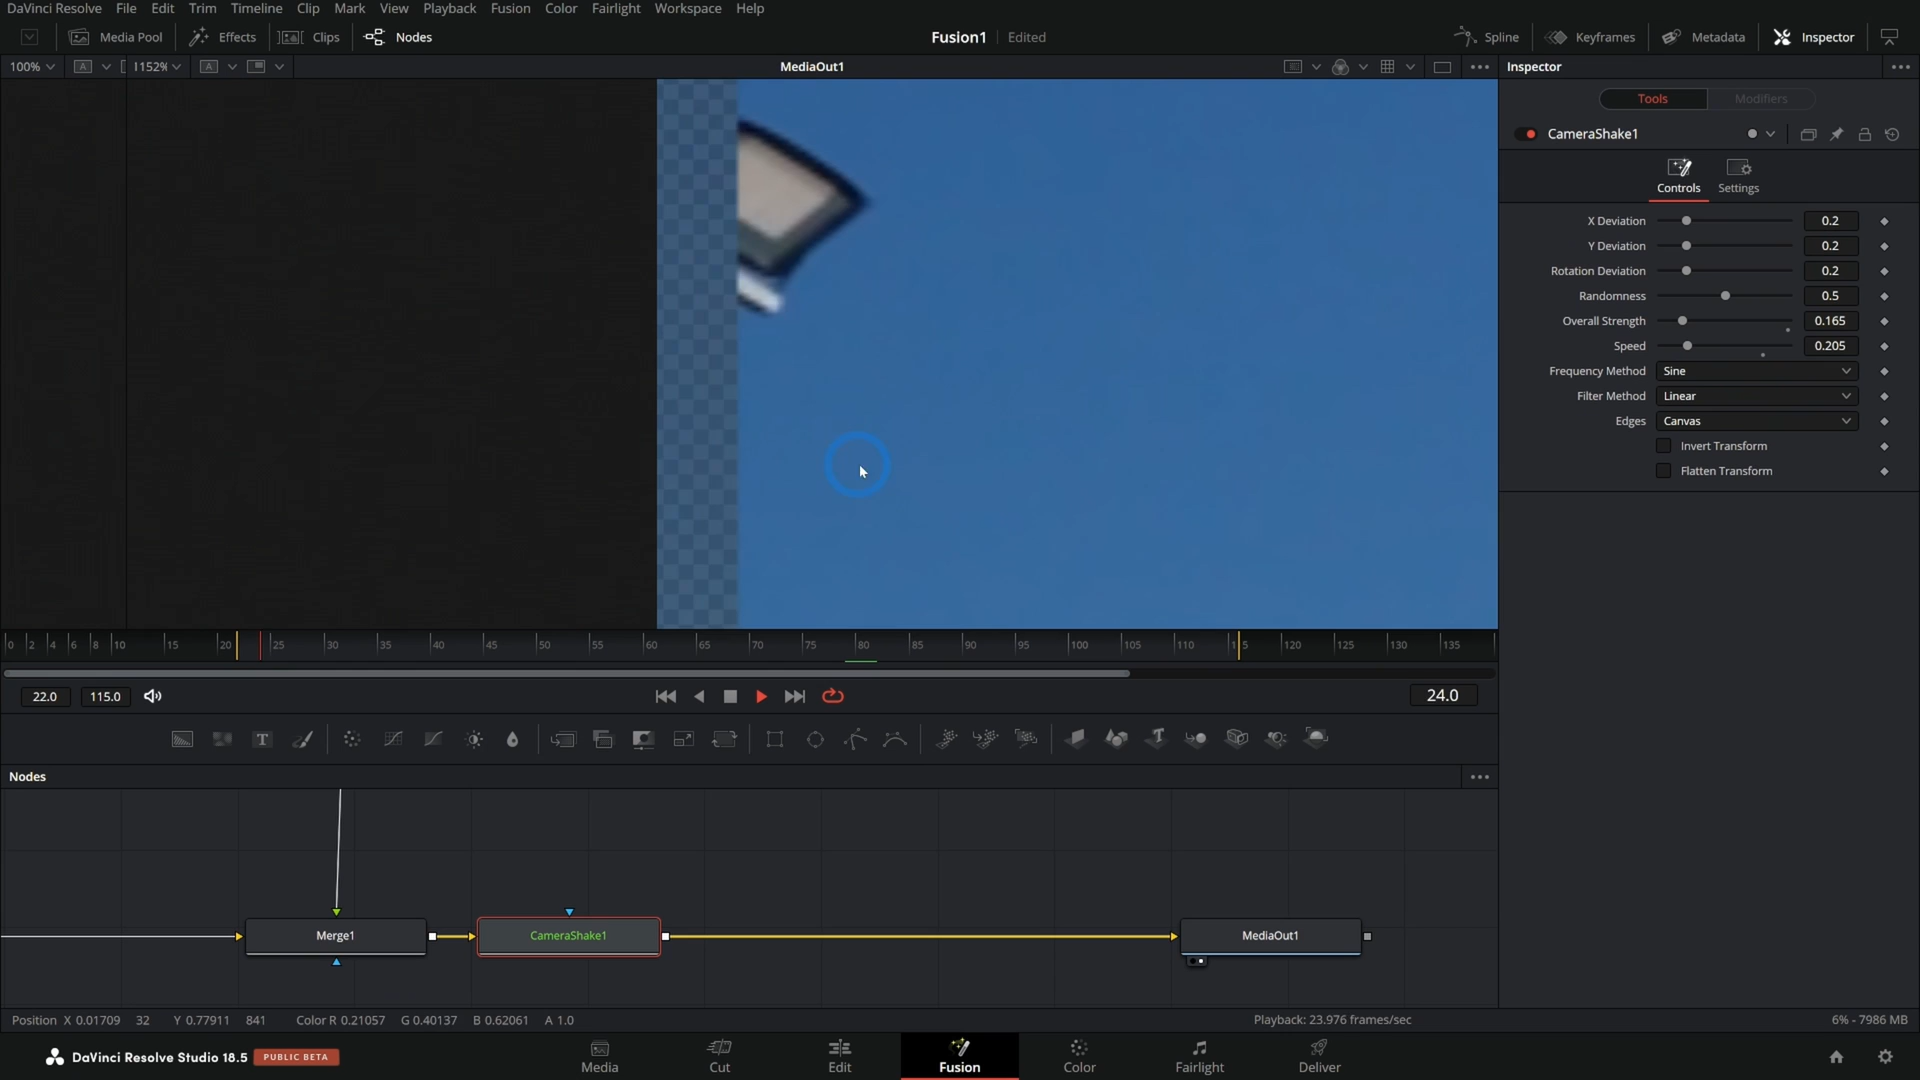 DaVinci Resolve File Edit Trim Timeline Clip Mark View Playback Fusion Color Fairlight Workspace Help
Media Pool Effects Clips Nodes Fusion1 Edited Spline Keyframes Metadata Inspector
100% A 1152% A MediaOut1 Inspector
Tools Modifiers
CameraShake1
Controls Settings
X Deviation 0.2
Y Deviation 0.2
Rotation Deviation 0.2
Randomness 0.5
Overall Strength 0.165
Speed 0.205
Frequency Method Sine
Filter Method Linear
Edges Canvas
Invert Transform
Flatten Transform
0 2 4 6 8 10 15 20 25 30 35 40 45 50 55 60 65 70 75 80 85 90 95 100 105 110 115 120 125 130 135
22.0 115.0 24.0
T T
Nodes
Merge1 CameraShake1 MediaOut1
Position X 0.01709 32 Y 0.77911 841 Color R 0.21057 G 0.40137 B 0.62061 A 1.0 Playback: 23.976 frames/sec 6% - 7986 MB
DaVinci Resolve Studio 18.5 PUBLIC BETA Media Cut Edit Fusion Color Fairlight Deliver